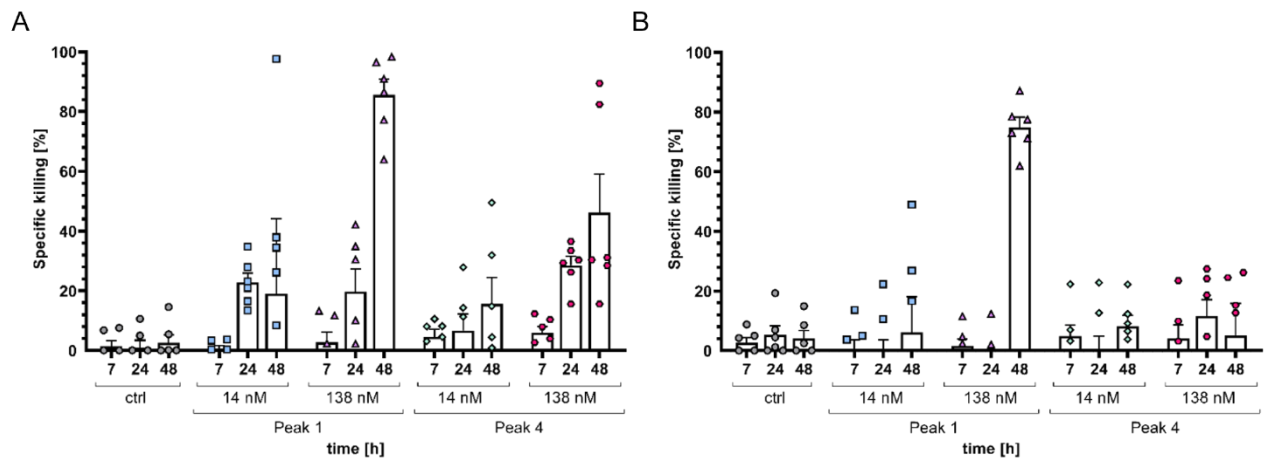 A
Specific killing [%]
100
80
60
40
20
0
7 24 48 7 24 48 7 24 48 7 24 48 7 24 48
ctrl 14 nM 138 nM 14 nM 138 nM
Peak 1 Peak 4
time [h]
B
Specific killing [%]
100
80
60
40
20
0
7 24 48 7 24 48 7 24 48 7 24 48 7 24 48
ctrl 14 nM 138 nM 14 nM 138 nM
Peak 1 Peak 4
time [h]